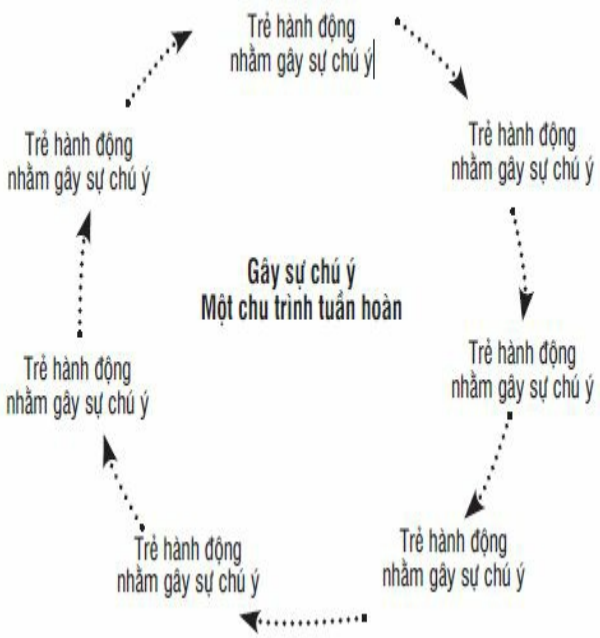 Trẻ hành động
nhằm gây sự chú ý
Trẻ hành động
nhằm gây sự chú ý
Trẻ hành động
nhằm gây sự chú ý
Gây sự chú ý
Một chu trình tuần hoàn
Trẻ hành động
nhằm gây sự chú ý
Trẻ hành động
nhằm gây sự chú ý
Trẻ hành động
nhằm gây sự chú ý
Trẻ hành động
nhằm gây sự chú ý